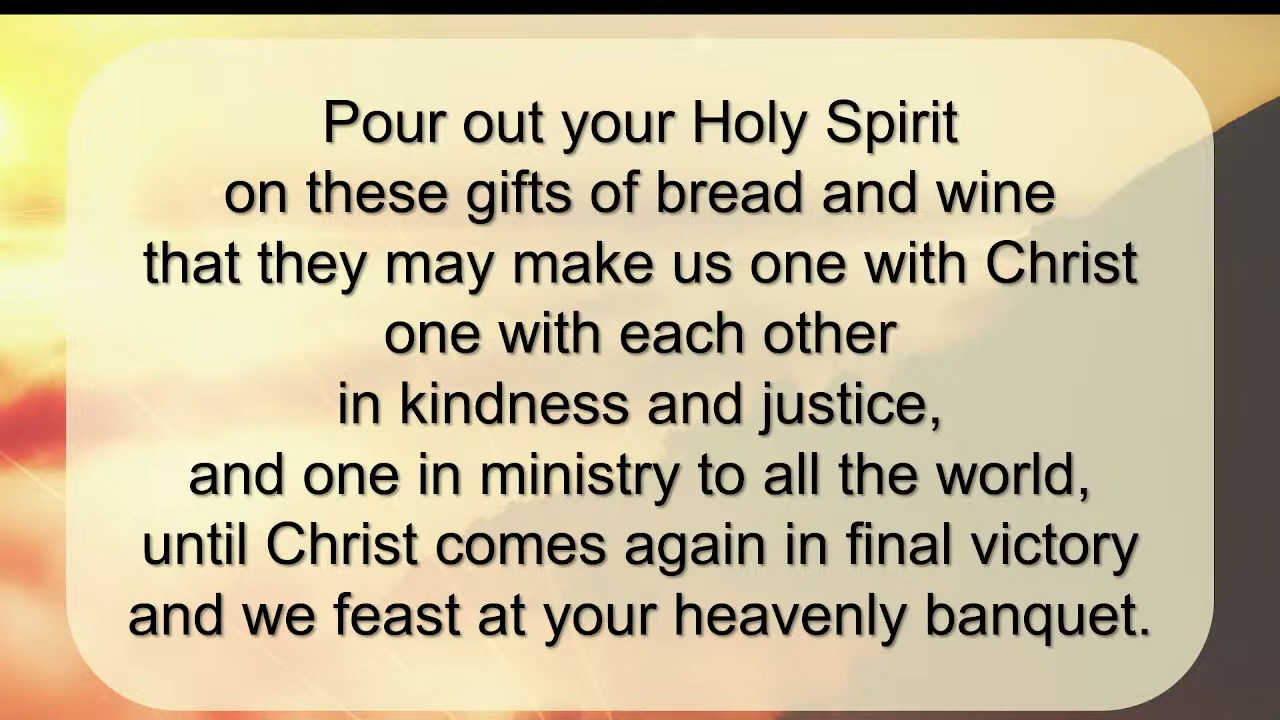 Pour out your Holy Spirit
on these gifts of bread and wine
that they may make us one with Christ
one with each other
in kindness and justice,
and one in ministry to all the world,
until Christ comes again in final victory
and we feast at your heavenly banquet.